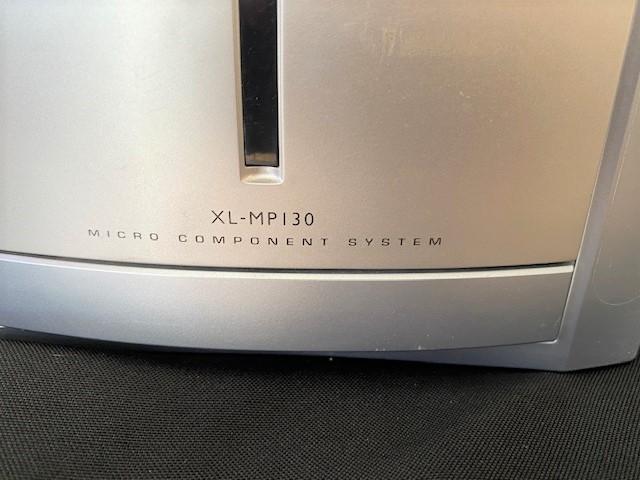 XL-MP130
MICRO COMPONENT SYSTEM